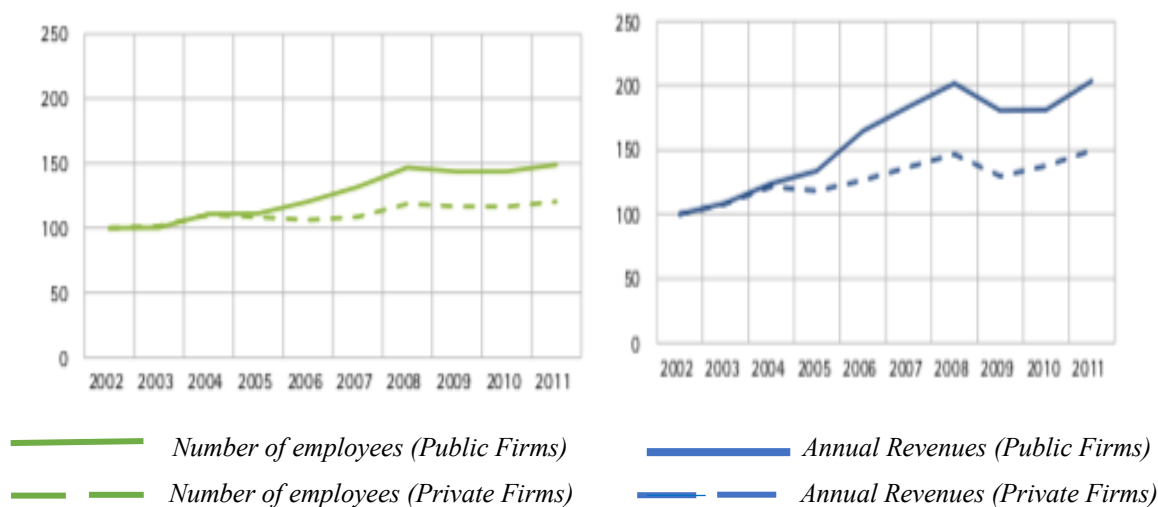 250
200
150
100
50
0
2002 2003 2004 2005 2006 2007 2008 2009 2010 2011
250
200
150
100
50
0
2002 2003 2004 2005 2006 2007 2008 2009 2010 2011
Number of employees (Public Firms)
Number of employees (Private Firms)
Annual Revenues (Public Firms)
Annual Revenues (Private Firms)